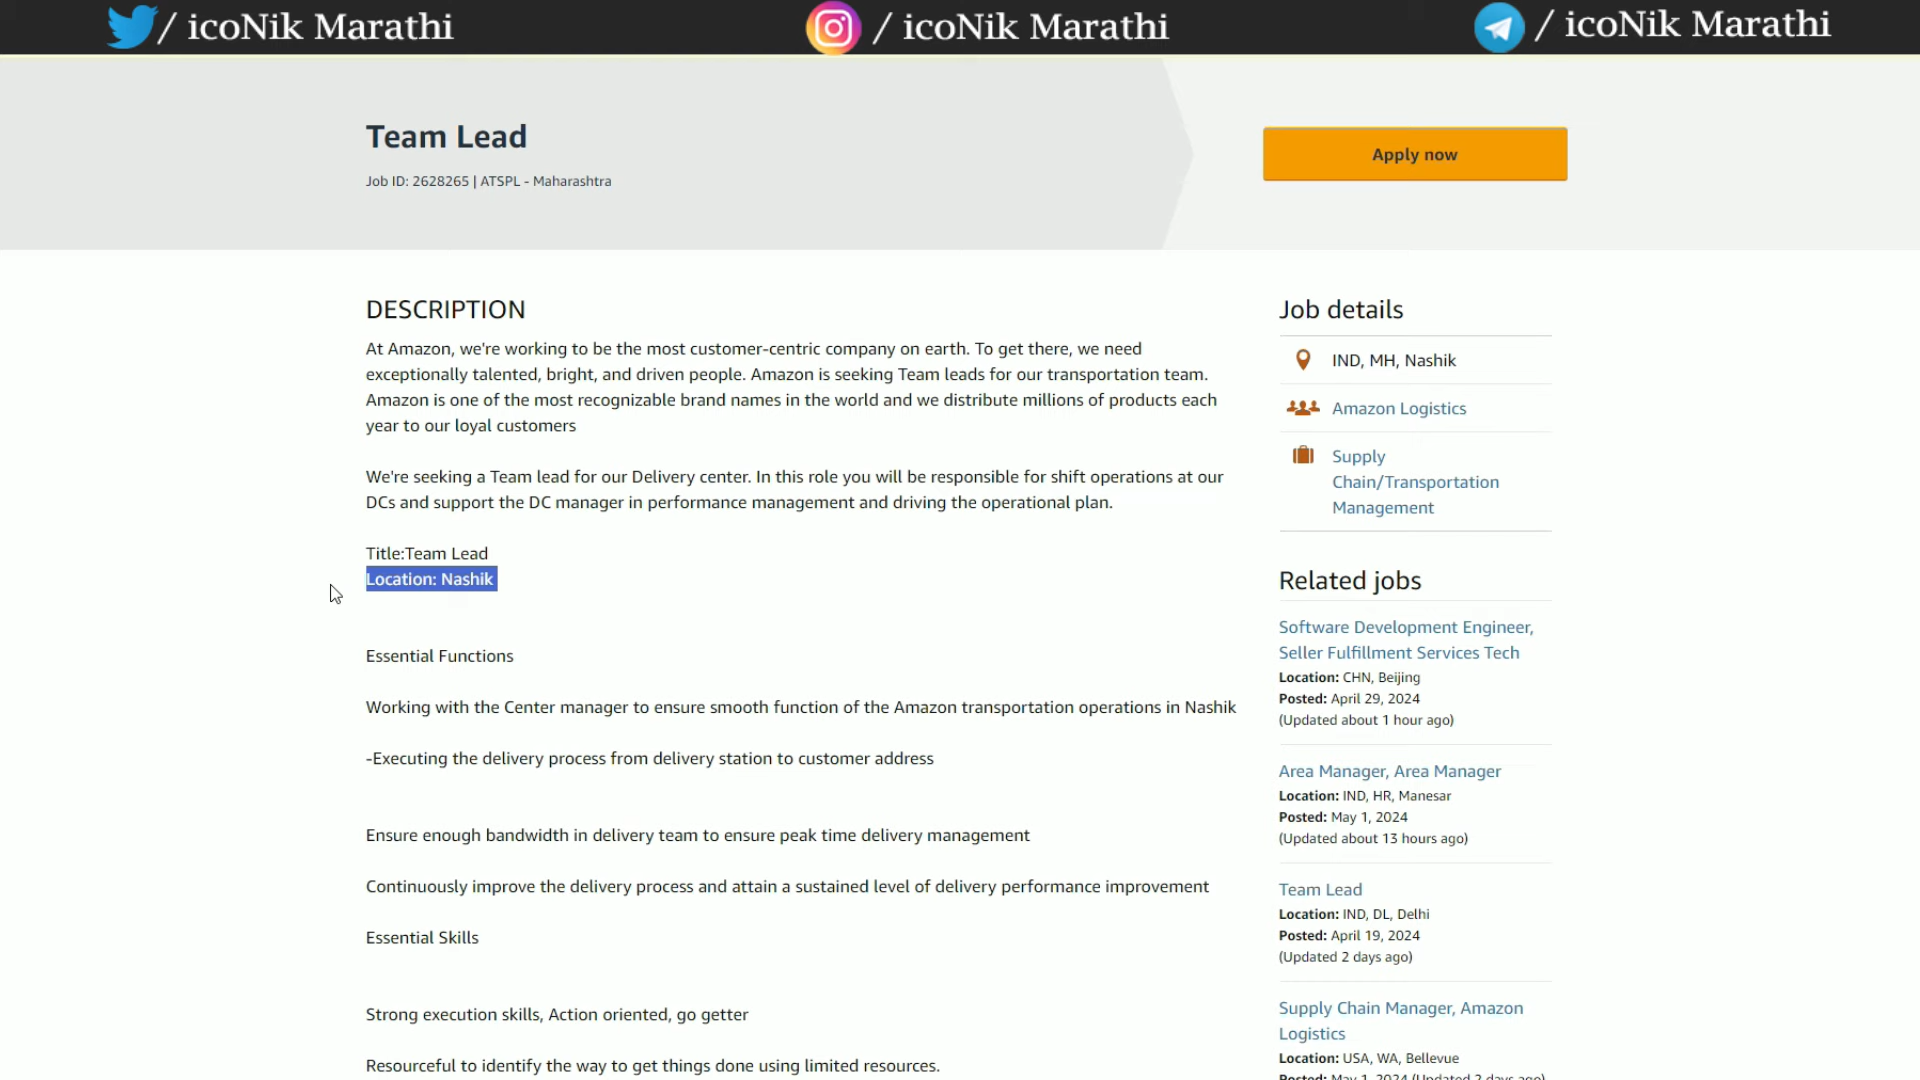 / icoNik Marathi
/ icoNik Marathi
/ icoNik Marathi
Team Lead
Job ID: 2628265 | ATSPL - Maharashtra
Apply now
DESCRIPTION
At Amazon, we're working to be the most customer-centric company on earth. To get there, we need
exceptionally talented, bright, and driven people. Amazon is seeking Team leads for our transportation team.
Amazon is one of the most recognizable brand names in the world and we distribute millions of products each
year to our loyal customers
We're seeking a Team lead for our Delivery center. In this role you will be responsible for shift operations at our
DCs and support the DC manager in performance management and driving the operational plan.
Title:Team Lead
Location: Nashik
Essential Functions
Working with the Center manager to ensure smooth function of the Amazon transportation operations in Nashik
-Executing the delivery process from delivery station to customer address
Ensure enough bandwidth in delivery team to ensure peak time delivery management
Continuously improve the delivery process and attain a sustained level of delivery performance improvement
Essential Skills
Strong execution skills, Action oriented, go getter
Resourceful to identify the way to get things done using limited resources.
Job details
IND, MH, Nashik
Amazon Logistics
Supply
Chain/Transportation
Management
Related jobs
Software Development Engineer,
Seller Fulfillment Services Tech
Location: CHN, Beijing
Posted: April 29, 2024
(Updated about 1 hour ago)
Area Manager, Area Manager
Location: IND, HR, Manesar
Posted: May 1, 2024
(Updated about 13 hours ago)
Team Lead
Location: IND, DL, Delhi
Posted: April 19, 2024
(Updated 2 days ago)
Supply Chain Manager, Amazon
Logistics
Location: USA, WA, Bellevue
Posted: May 1, 2024 (Updated 2 days ago)